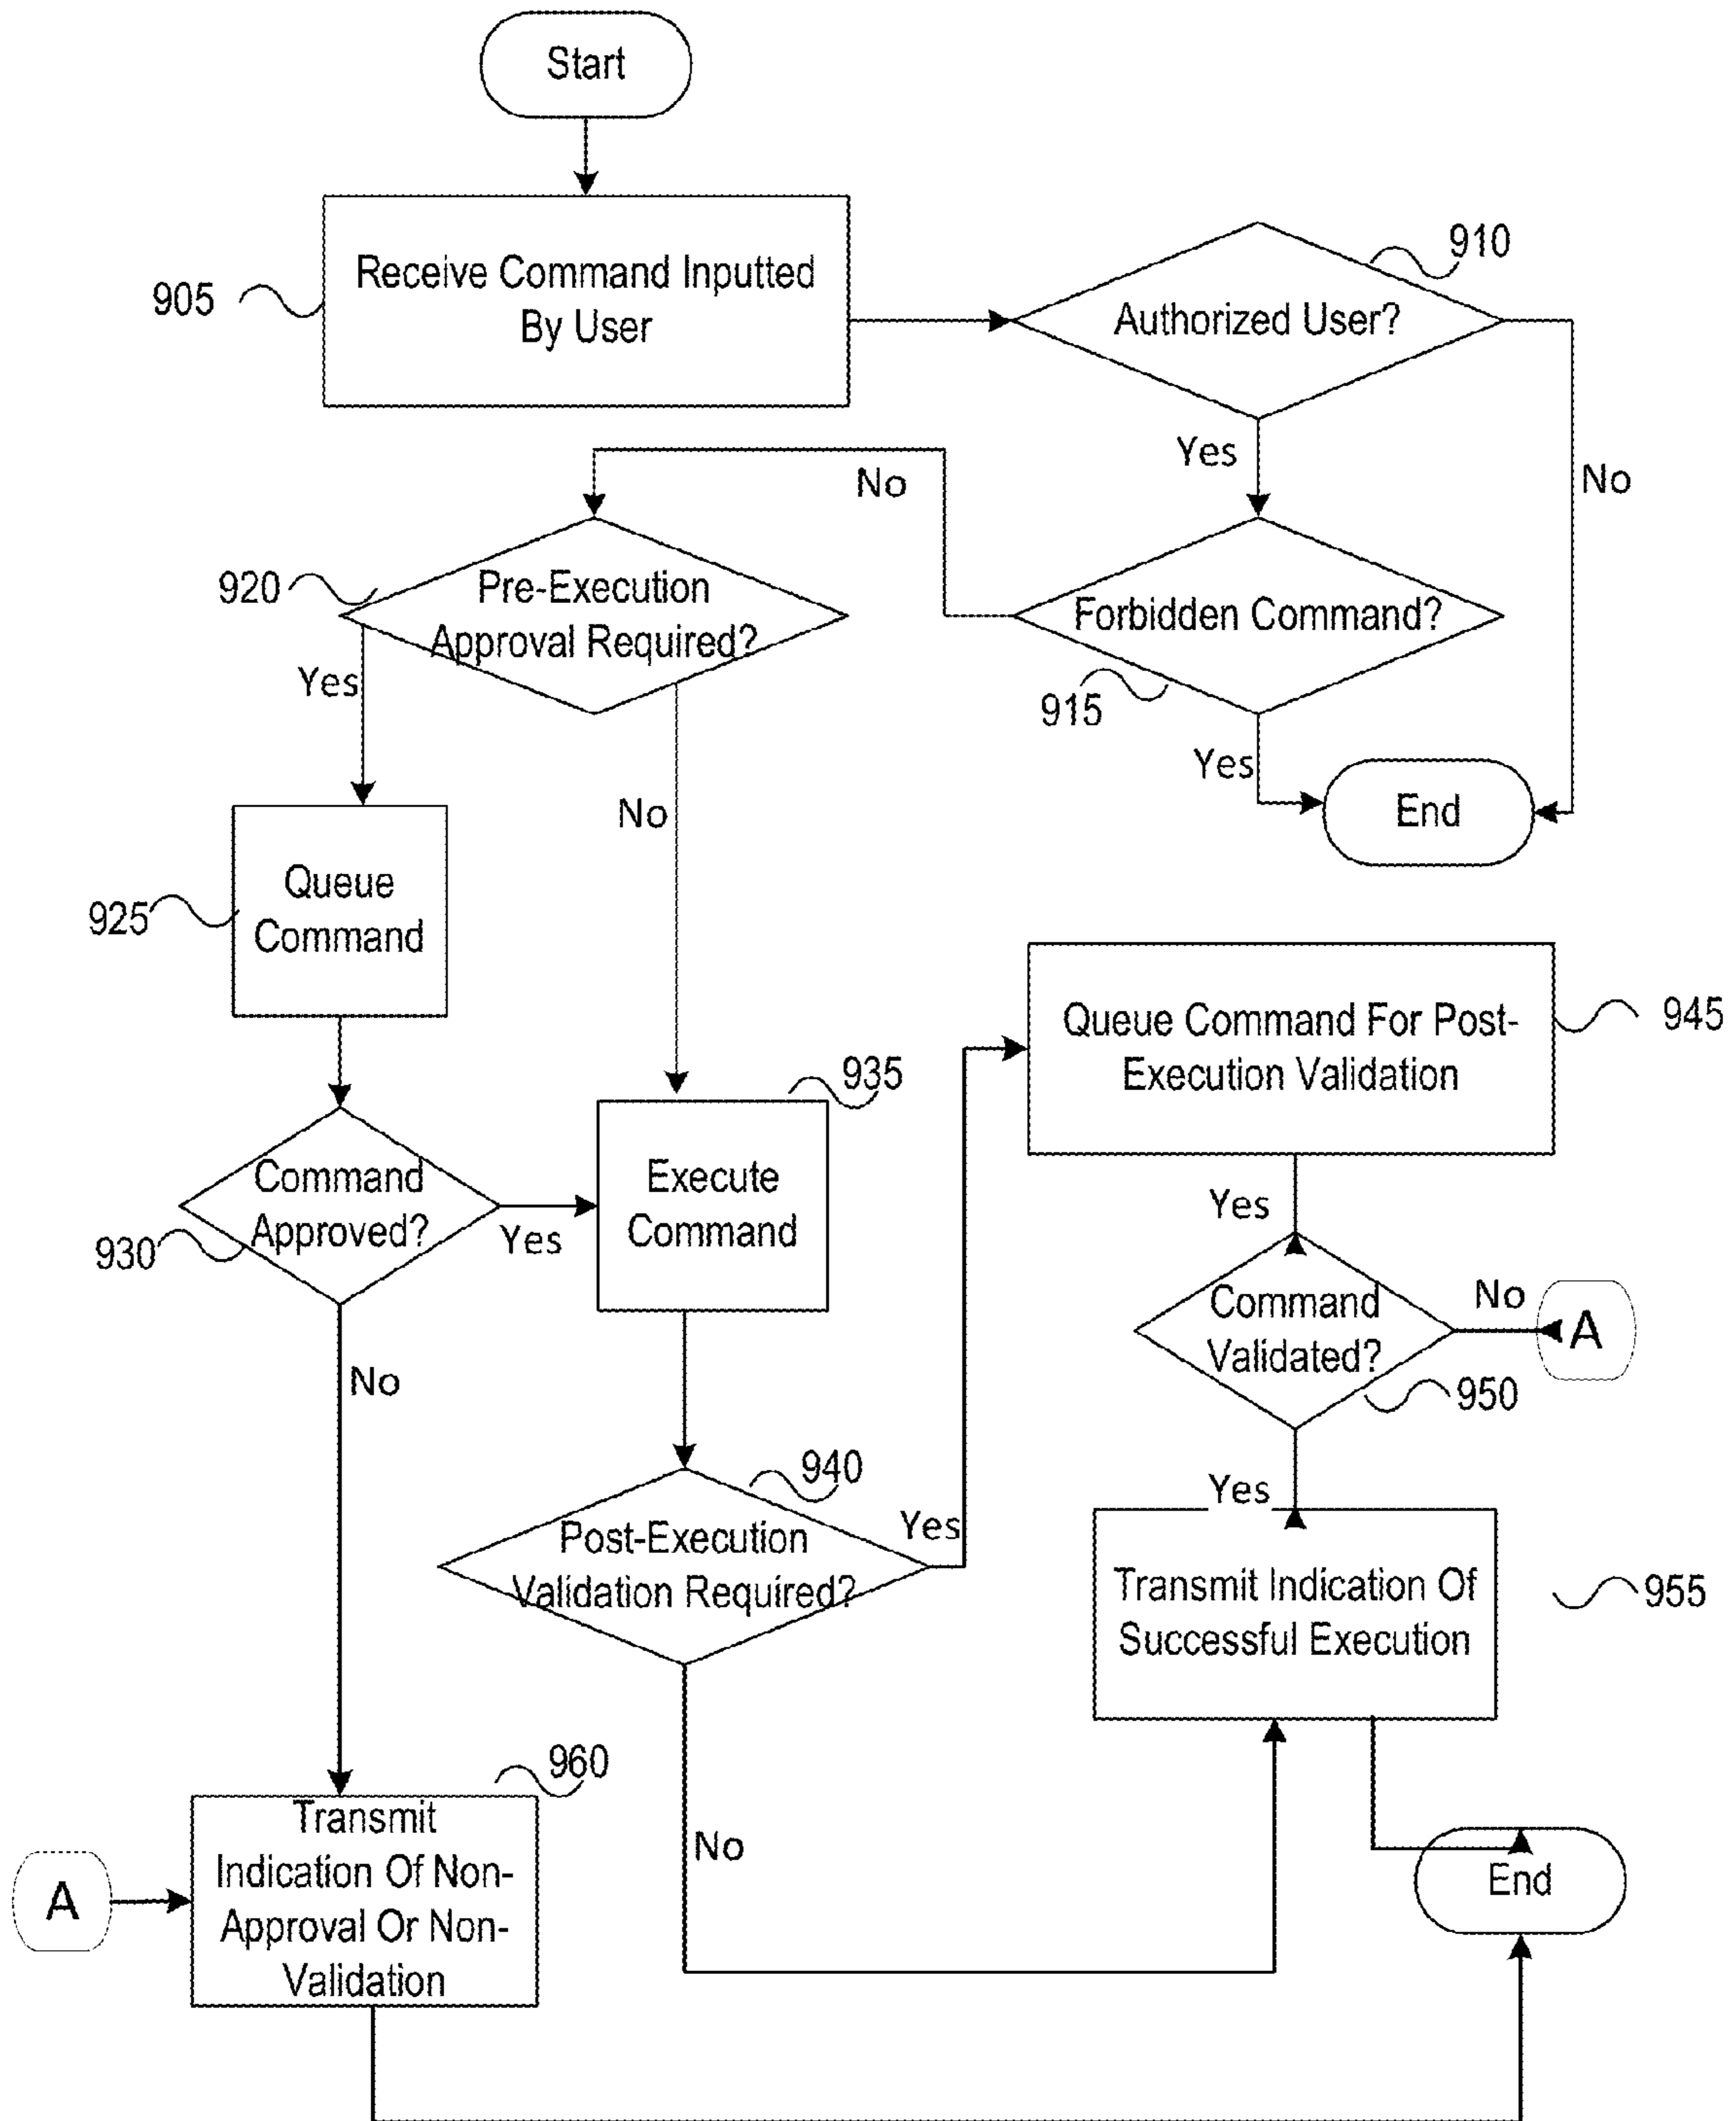 Start
Receive Command Inputted
By User
905
Authorized User?
910
Yes
No
No
Pre-Execution
Approval Required?
920
Forbidden Command?
915
Yes
Yes
No
End
Queue
Command
925
Queue Command For Post-
Execution Validation
945
935
Execute
Command
Command
Approved?
930
Yes
Yes
Command
Validated?
No
A
950
No
940
Post-Execution
Validation Required?
Yes
Yes
Transmit Indication Of
Successful Execution
955
960
Transmit
Indication Of Non-
Approval Or Non-
Validation
A
No
End